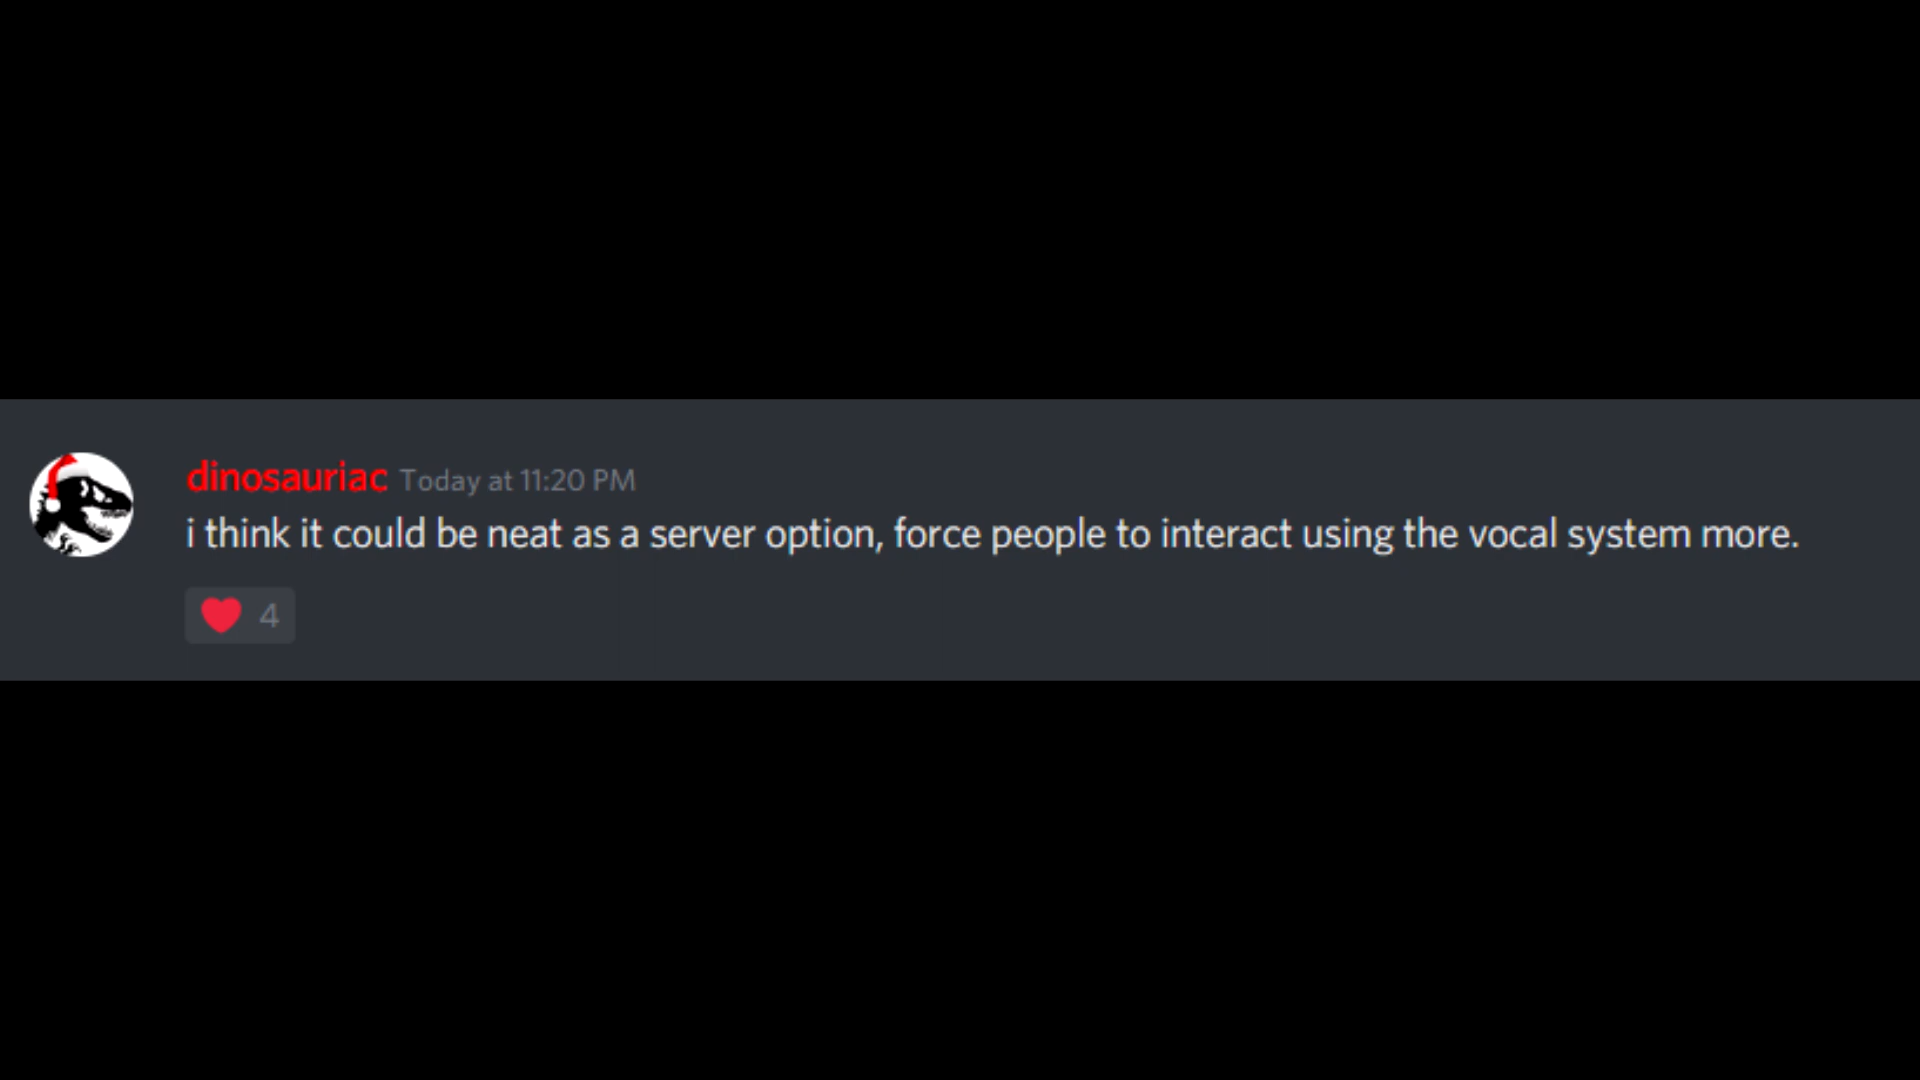 dinosauriac Today at 11:20 PM
i think it could be neat as a server option, force people to interact using the vocal system more.
4